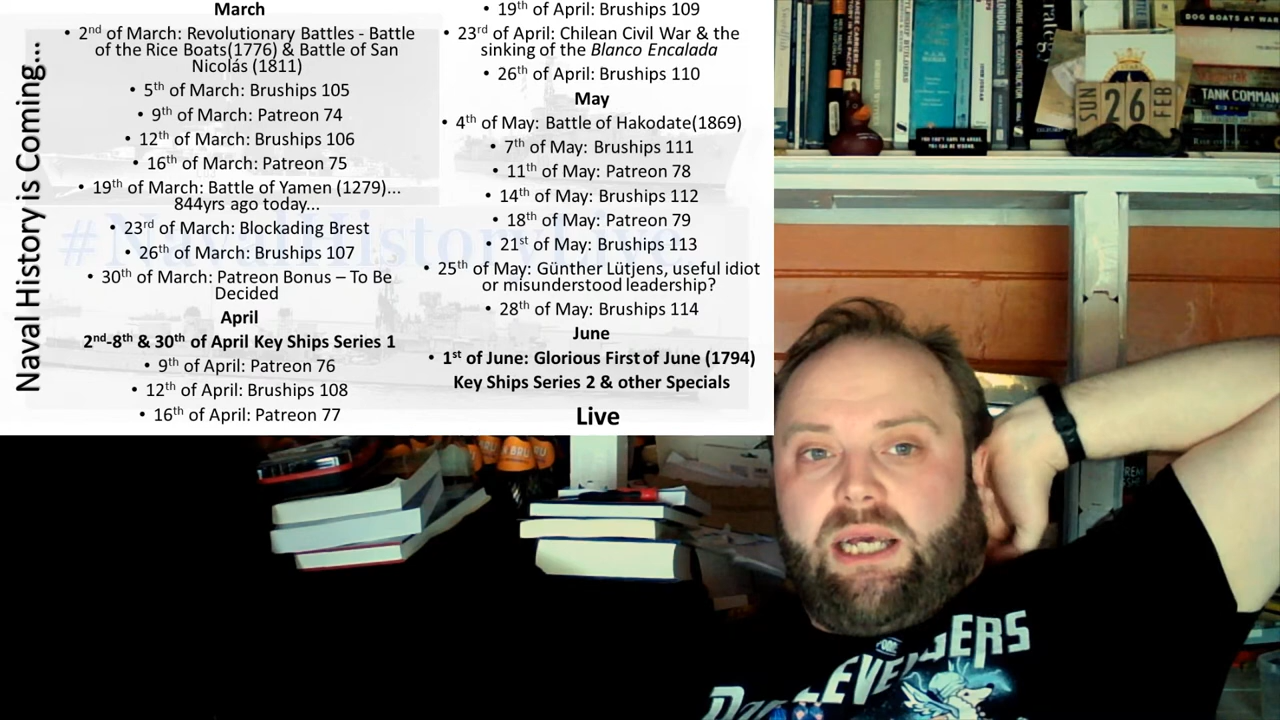 Naval History is Coming...
March
• 2nd of March: Revolutionary Battles - Battle
of the Rice Boats(1776) & Battle of San
Nicolás (1811)
• 5th of March: Bruships 105
• 9th of March: Patreon 74
• 12th of March: Bruships 106
• 16th of March: Patreon 75
• 19th of March: Battle of Yamen (1279)...
844yrs ago today...
• 23rd of March: Blockading Brest
• 26th of March: Bruships 107
• 30th of March: Patreon Bonus – To Be
Decided
April
2nd-8th & 30th of April Key Ships Series 1
• 9th of April: Patreon 76
• 12th of April: Bruships 108
• 16th of April: Patreon 77
• 19th of April: Bruships 109
• 23rd of April: Chilean Civil War & the
sinking of the Blanco Encalada
• 26th of April: Bruships 110
May
• 4th of May: Battle of Hakodate(1869)
• 7th of May: Bruships 111
• 11th of May: Patreon 78
• 14th of May: Bruships 112
• 18th of May: Patreon 79
• 21st of May: Bruships 113
• 25th of May: Günther Lütjens, useful idiot
or misunderstood leadership?
• 28th of May: Bruships 114
June
• 1st of June: Glorious First of June (1794)
Key Ships Series 2 & other Specials
Live
#NavalHistoryLive
DOG BOATS AT WAR
TANK COMMAN
SUN 26 FEB